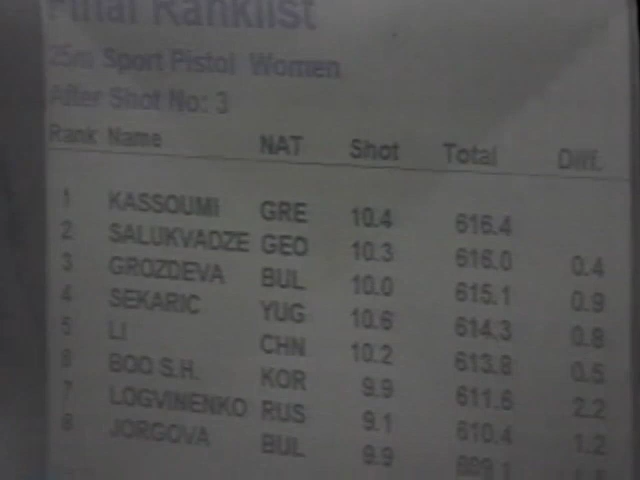 Final Ranklist
25m Sport Pistol Women
After Shot No: 3
Rank Name NAT Shot Total Diff.
1 KASSOUMI GRE 10.4 616.4
2 SALUKVADZE GEO 10.3 616.0 0.4
3 GROZDEVA BUL 10.0 615.1 0.9
4 SEKARIC YUG 10.6 614.3 0.8
5 LI CHN 10.2 613.8 0.5
6 BOO S.H. KOR 9.9 611.6 2.2
7 LOGVINENKO RUS 9.1 610.4 1.2
8 JORGOVA BUL 9.9